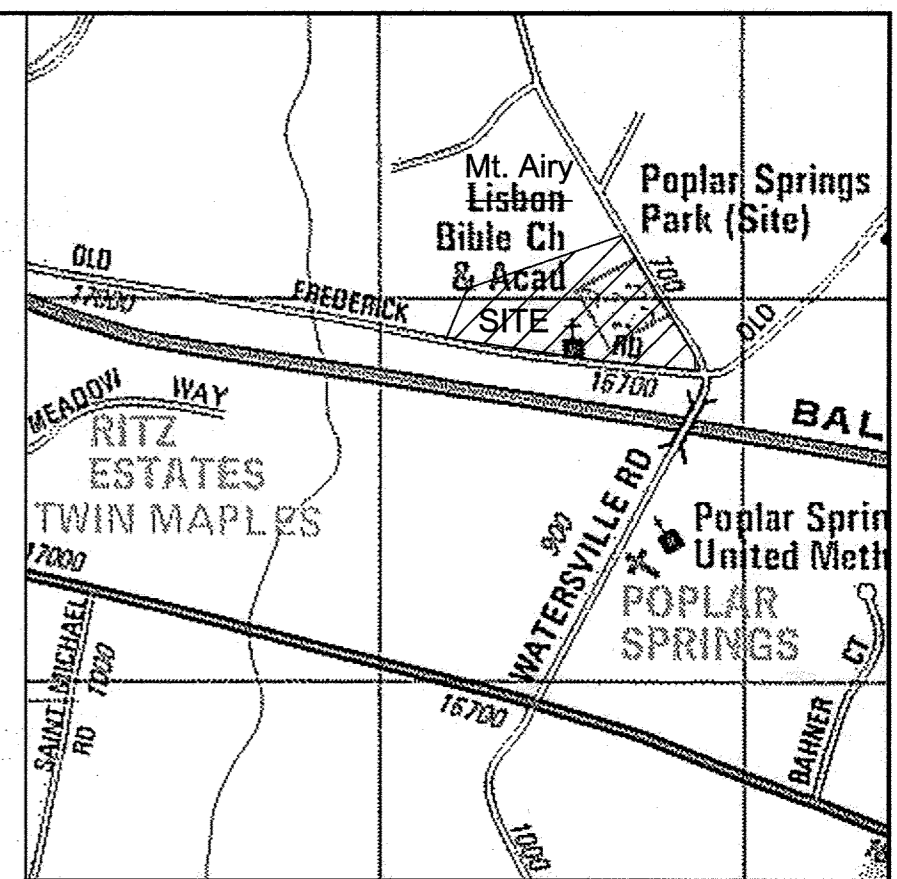 Mt. Airy
Lisbon
Bible Ch
& Acad
Poplar Springs
Park (Site)
OLD
17000
FREDERICK
SITE
RD
16700
100
OLD
BAL
MEADOW WAY
RITZ
ESTATES
TWIN MAPLES
17000
WATERSVILLE RD
900
Poplar Sprin
United Meth
POPLAR
SPRINGS
SAINT MICHAEL
RD
1000
16700
BAHNER
CT
1000